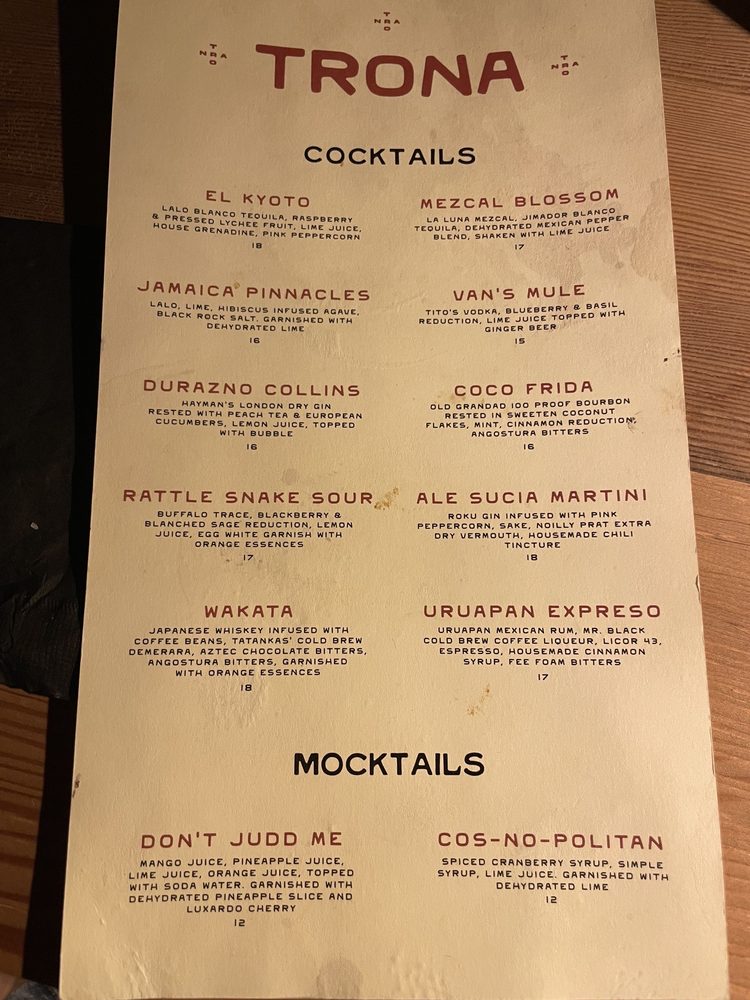 TRONA
COCKTAILS
EL KYOTO
LALO BLANCO TEQUILA, RASPBERRY
& PRESSED LYCHEE FRUIT, LIME JUICE,
HOUSE GRENADINE, PINK PEPPERCORN
18
MEZCAL BLOSSOM
LA LUNA MEZCAL, JIMADOR BLANCO
TEQUILA, DEHYDRATED MEXICAN PEPPER
BLEND, SHAKEN WITH LIME JUICE
17
JAMAICA PINNACLES
LALO, LIME, HIBISCUS INFUSED AGAVE,
BLACK ROCK SALT. GARNISHED WITH
DEHYDRATED LIME
16
VAN'S MULE
TITO'S VODKA, BLUEBERRY & BASIL
REDUCTION, LIME JUICE TOPPED WITH
GINGER BEER
15
DURAZNO COLLINS
HAYMAN'S LONDON DRY GIN
RESTED WITH PEACH TEA & EUROPEAN
CUCUMBERS, LEMON JUICE, TOPPED
WITH BUBBLE
16
COCO FRIDA
OLD GRANDAD 100 PROOF BOURBON
RESTED IN SWEETEN COCONUT
FLAKES, MINT, CINNAMON REDUCTION,
ANGOSTURA BITTERS
16
RATTLE SNAKE SOUR
BUFFALO TRACE, BLACKBERRY &
BLANCHED SAGE REDUCTION, LEMON
JUICE, EGG WHITE GARNISH WITH
ORANGE ESSENCES
17
ALE SUCIA MARTINI
ROKU GIN INFUSED WITH PINK
PEPPERCORN, SAKE, NOILLY PRAT EXTRA
DRY VERMOUTH, HOUSEMADE CHILI
TINCTURE
18
WAKATA
JAPANESE WHISKEY INFUSED WITH
COFFEE BEANS, TATANKAS' COLD BREW
DEMERARA, AZTEC CHOCOLATE BITTERS,
ANGOSTURA BITTERS, GARNISHED
WITH ORANGE ESSENCES
18
URUAPAN EXPRESO
URUAPAN MEXICAN RUM, MR. BLACK
COLD BREW COFFEE LIQUEUR, LICOR 43,
ESPRESSO, HOUSEMADE CINNAMON
SYRUP, FEE FOAM BITTERS
17
MOCKTAILS
DON'T JUDD ME
MANGO JUICE, PINEAPPLE JUICE,
LIME JUICE, ORANGE JUICE, TOPPED
WITH SODA WATER. GARNISHED WITH
DEHYDRATED PINEAPPLE SLICE AND
LUXARDO CHERRY
12
COS-NO-POLITAN
SPICED CRANBERRY SYRUP, SIMPLE
SYRUP, LIME JUICE. GARNISHED WITH
DEHYDRATED LIME
12